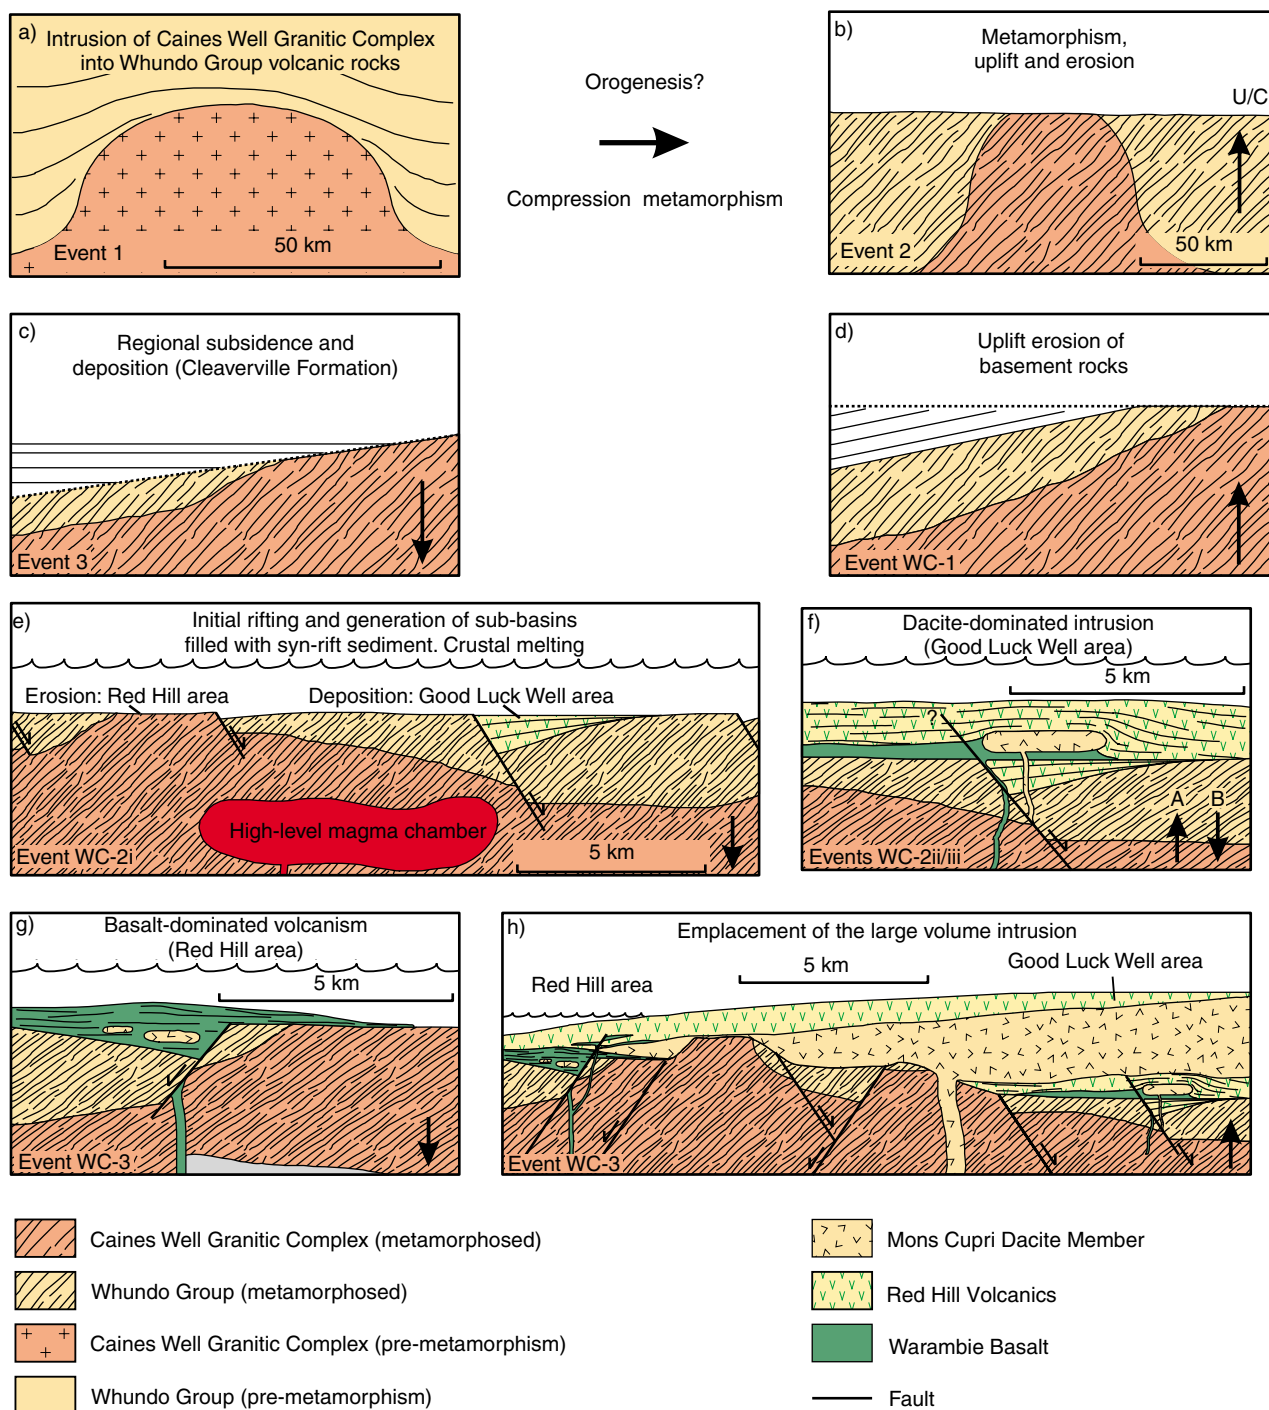 a) Intrusion of Caines Well Granitic Complex
into Whundo Group volcanic rocks
Event 1
50 km
Orogenesis?
Compression metamorphism
b)
Metamorphism,
uplift and erosion
U/C
Event 2
50 km
c)
Regional subsidence and
deposition (Cleaverville Formation)
Event 3
d)
Uplift erosion of
basement rocks
Event WC-1
e)
Initial rifting and generation of sub-basins
filled with syn-rift sediment. Crustal melting
Erosion: Red Hill area
Deposition: Good Luck Well area
High-level magma chamber
Event WC-2i
5 km
f)
Dacite-dominated intrusion
(Good Luck Well area)
5 km
?
A
B
Events WC-2ii/iii
g)
Basalt-dominated volcanism
(Red Hill area)
5 km
Event WC-3
h)
Emplacement of the large volume intrusion
5 km
Red Hill area
Good Luck Well area
Event WC-3
Caines Well Granitic Complex (metamorphosed)
Whundo Group (metamorphosed)
Caines Well Granitic Complex (pre-metamorphism)
Whundo Group (pre-metamorphism)
Mons Cupri Dacite Member
Red Hill Volcanics
Warambie Basalt
Fault